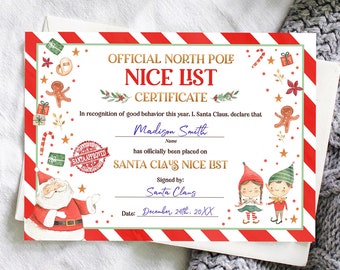 OFFICIAL NORTH POLE
NICE LIST
CERTIFICATE
In recognition of good behavior this year, I, Santa Claus, declare that
Madison Smith
Name
has officially been placed on
SANTA CLAUS NICE LIST
Signed by:
Santa Claus
Date: December 24th, 20XX